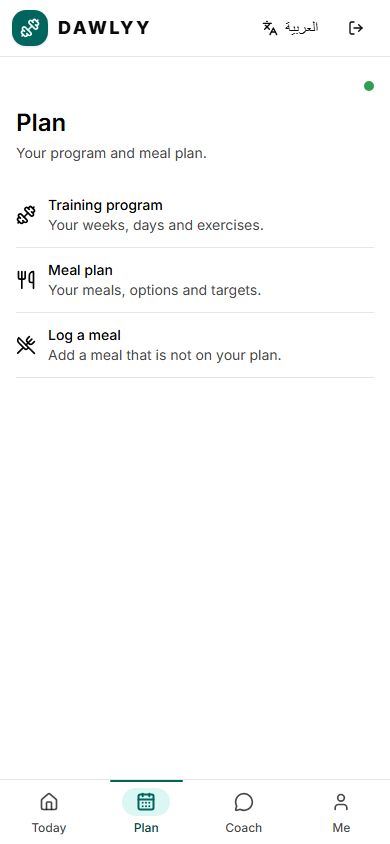 DAWLYY
العربية
Plan
Your program and meal plan.
Training program
Your weeks, days and exercises.
Meal plan
Your meals, options and targets.
Log a meal
Add a meal that is not on your plan.
Today
Plan
Coach
Me